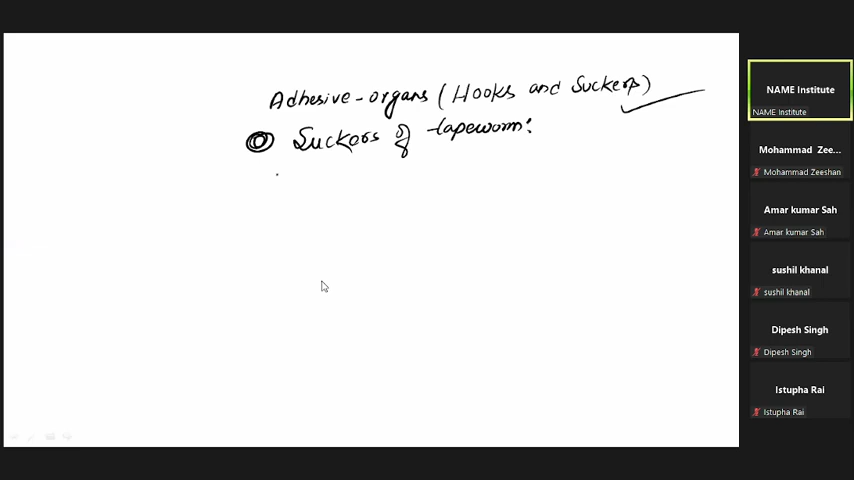 Adhesive-organs (Hooks and Suckers)
Suckers of tapeworm:
NAME Institute
NAME Institute
Mohammad Zee...
Mohammad Zeeshan
Amar kumar Sah
Amar kumar Sah
sushil khanal
sushil khanal
Dipesh Singh
Dipesh Singh
Istupha Rai
Istupha Rai